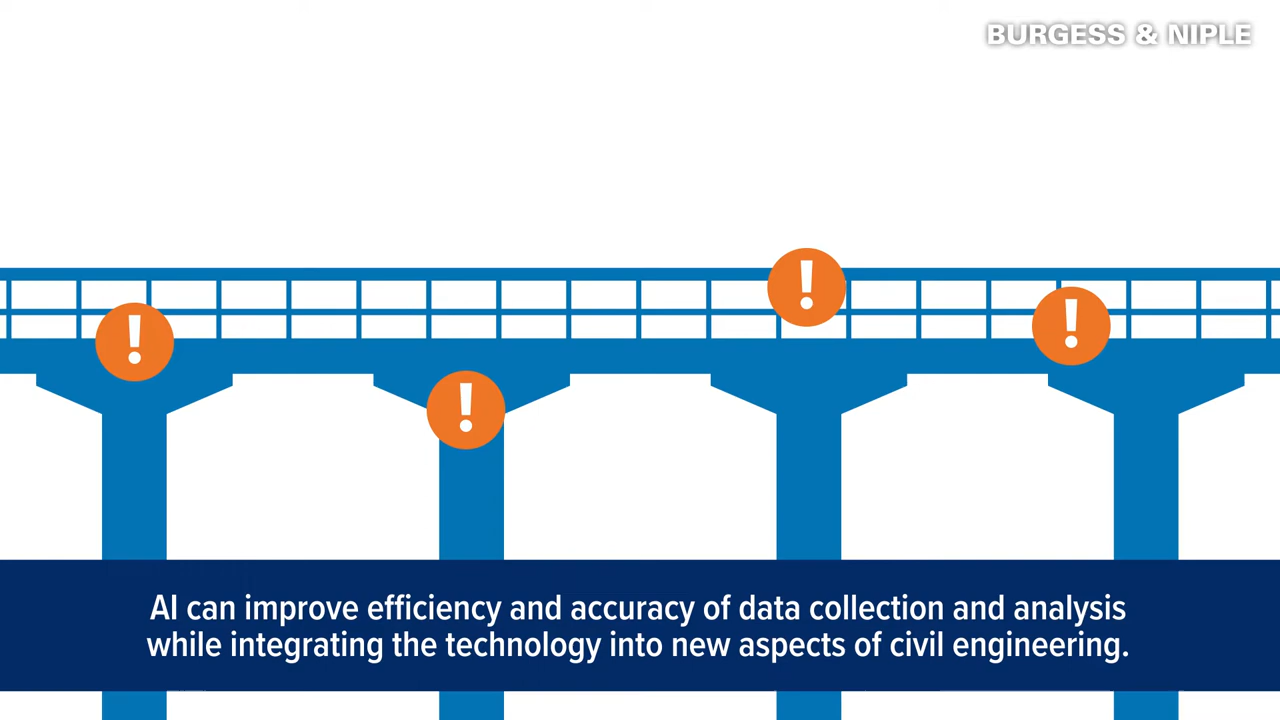 BURGESS & NIPLE
!
!
!
!
AI can improve efficiency and accuracy of data collection and analysis
while integrating the technology into new aspects of civil engineering.